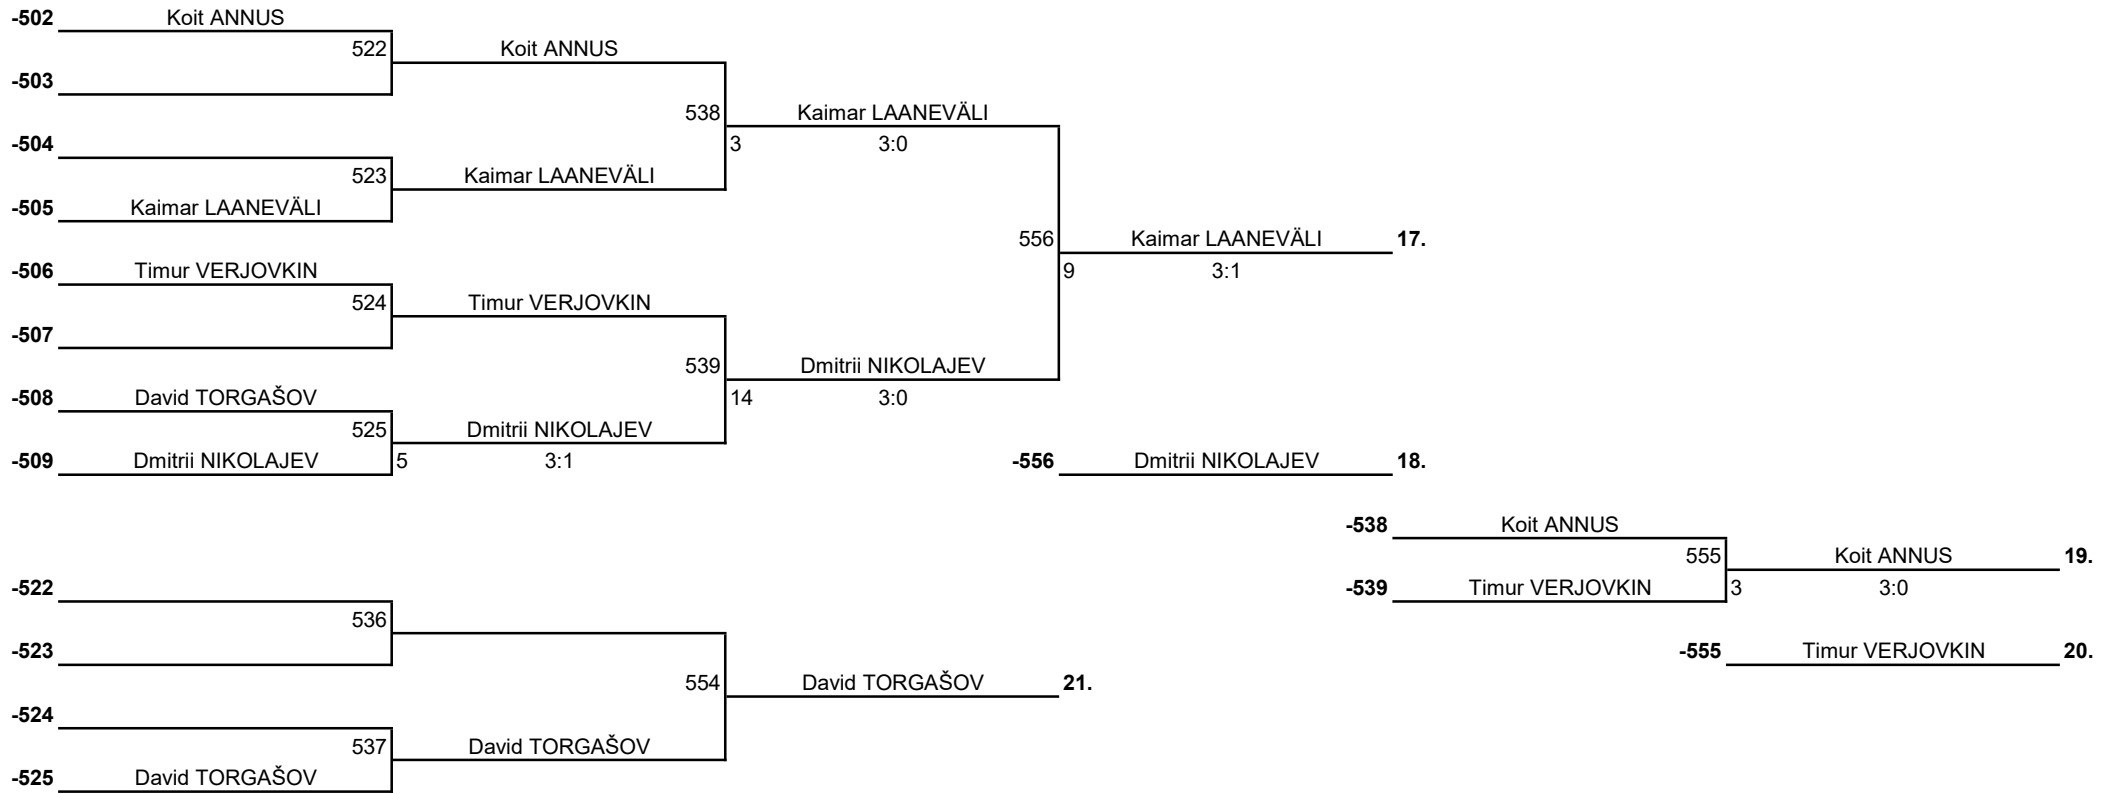 -502 Koit ANNUS
522 Koit ANNUS
-503
538 Kaimar LAANEVÄLI
-504 3 3:0
523 Kaimar LAANEVÄLI
-505 Kaimar LAANEVÄLI
556 Kaimar LAANEVÄLI 17.
-506 Timur VERJOVKIN 9 3:1
524 Timur VERJOVKIN
-507
539 Dmitrii NIKOLAJEV
-508 David TORGAŠOV 14 3:0
525 Dmitrii NIKOLAJEV
-509 Dmitrii NIKOLAJEV 5 3:1 -556 Dmitrii NIKOLAJEV 18.
-538 Koit ANNUS
555 Koit ANNUS 19.
-522 -539 Timur VERJOVKIN 3 3:0
536
-523 -555 Timur VERJOVKIN 20.
554 David TORGAŠOV 21.
-524
537 David TORGAŠOV
-525 David TORGAŠOV